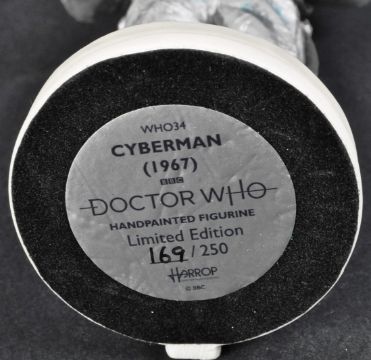 WHO34
CYBERMAN
(1967)
BBC
DOCTOR WHO
HANDPAINTED FIGURINE
Limited Edition
169 / 250
HARROP
© BBC